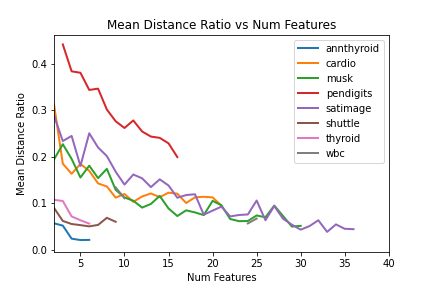 Mean Distance Ratio vs Num Features
Mean Distance Ratio
0.4
0.3
0.2
0.1
0.0
annthyroid
cardio
musk
pendigits
satimage
shuttle
thyroid
wbc
5 10 15 20 25 30 35 40
Num Features